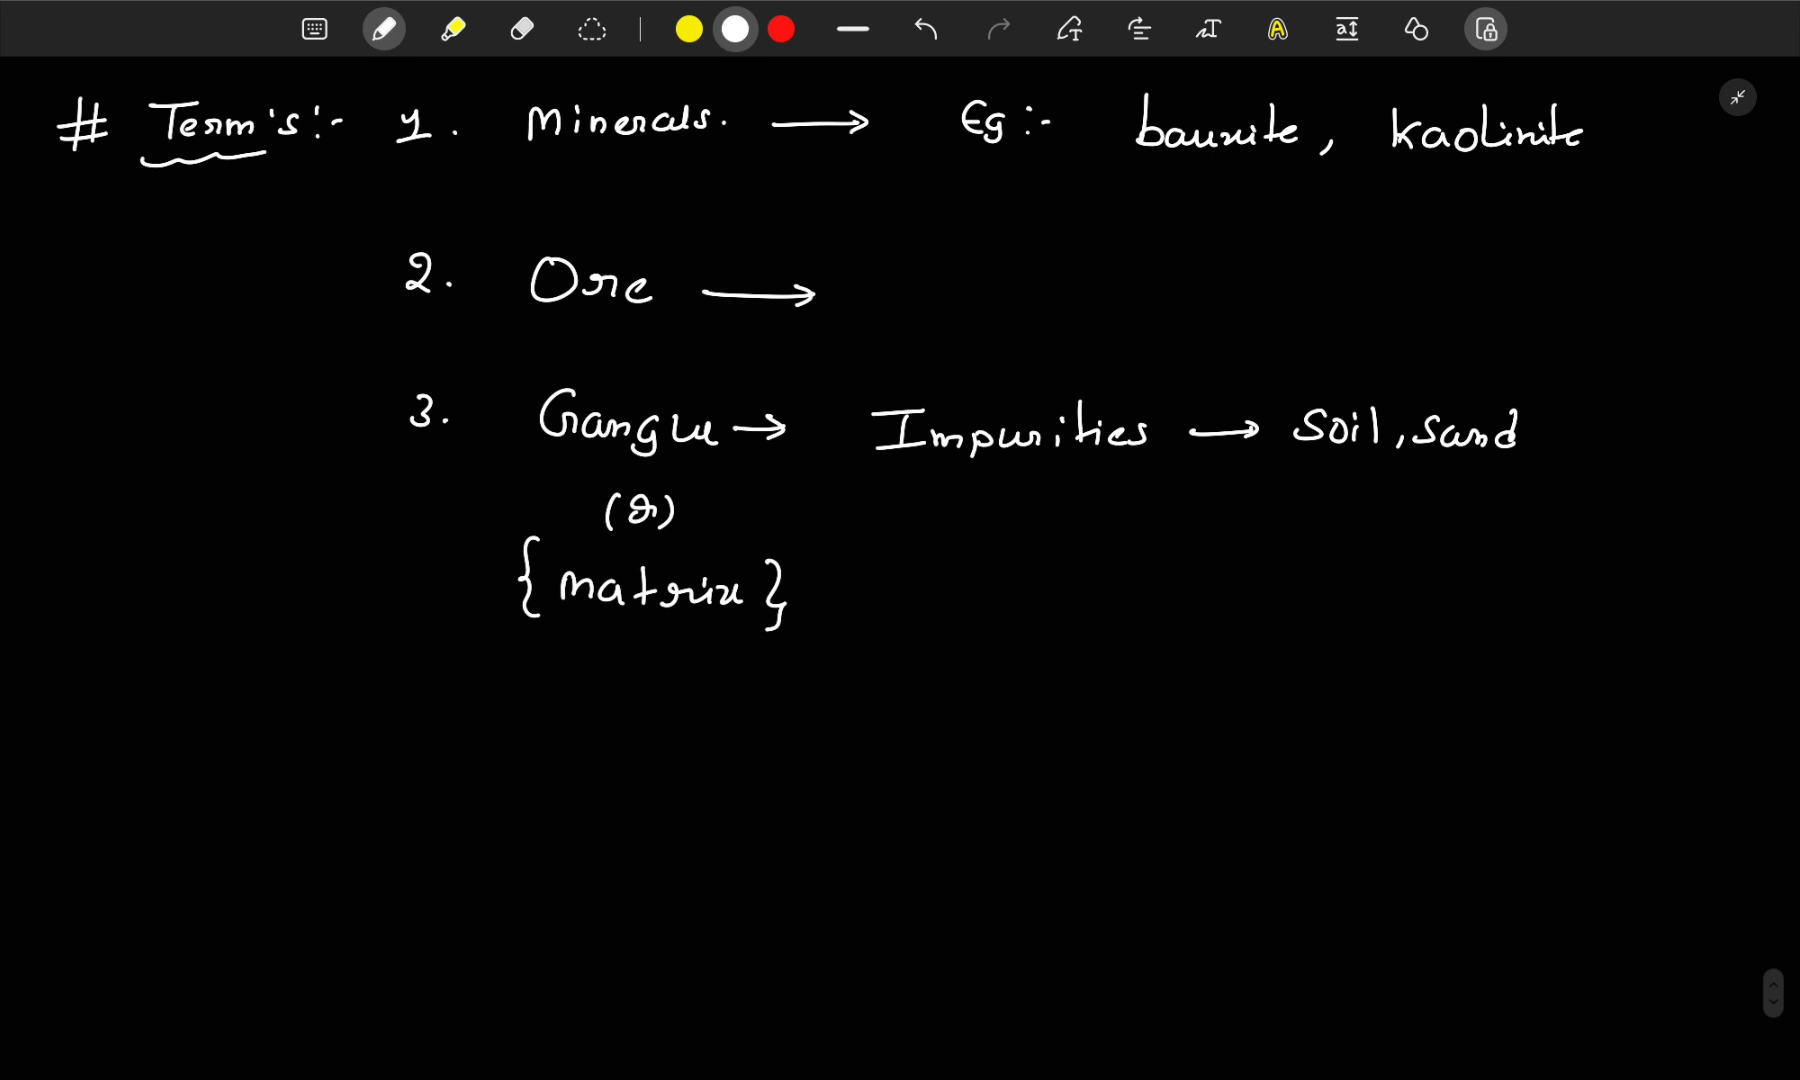 # Term's:- 1. Minerals. → Eg :- bauxite, kaolinite
2. Ore →
3. Gangue → Impurities → Soil, sand
(or)
{matrix}